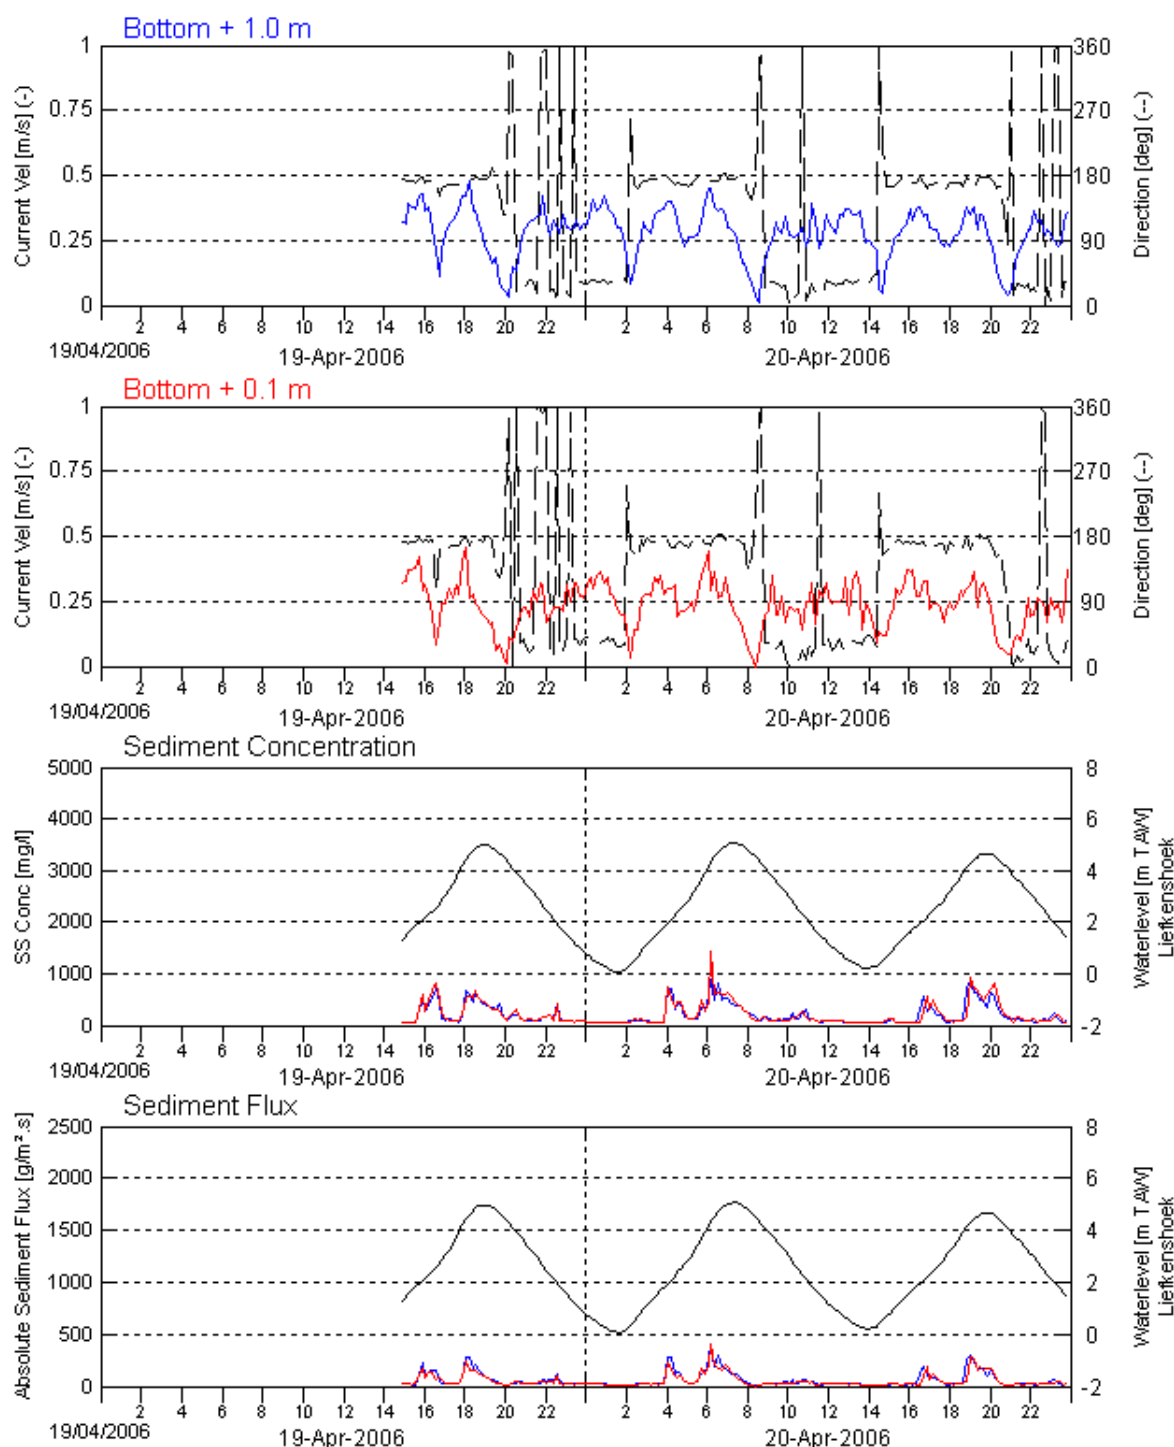 Bottom + 1.0 m
1 0.75 0.5 0.25 0
Current Vel [m/s] (-)
360 270 180 90 0
Direction [deg] (--)
2 4 6 8 10 12 14 16 18 20 22 2 4 6 8 10 12 14 16 18 20 22
19/04/2006 19-Apr-2006 20-Apr-2006
Bottom + 0.1 m
1 0.75 0.5 0.25 0
Current Vel [m/s] (-)
360 270 180 90 0
Direction [deg] (--)
2 4 6 8 10 12 14 16 18 20 22 2 4 6 8 10 12 14 16 18 20 22
19/04/2006 19-Apr-2006 20-Apr-2006
Sediment Concentration
5000 4000 3000 2000 1000 0
SS Conc [mg/l]
8 6 4 2 0 -2
Waterlevel [m TAW]
Liefkenshoek
2 4 6 8 10 12 14 16 18 20 22 2 4 6 8 10 12 14 16 18 20 22
19/04/2006 19-Apr-2006 20-Apr-2006
Sediment Flux
2500 2000 1500 1000 500 0
Absolute Sediment Flux [g/m².s]
8 6 4 2 0 -2
Waterlevel [m TAW]
Liefkenshoek
2 4 6 8 10 12 14 16 18 20 22 2 4 6 8 10 12 14 16 18 20 22
19/04/2006 19-Apr-2006 20-Apr-2006